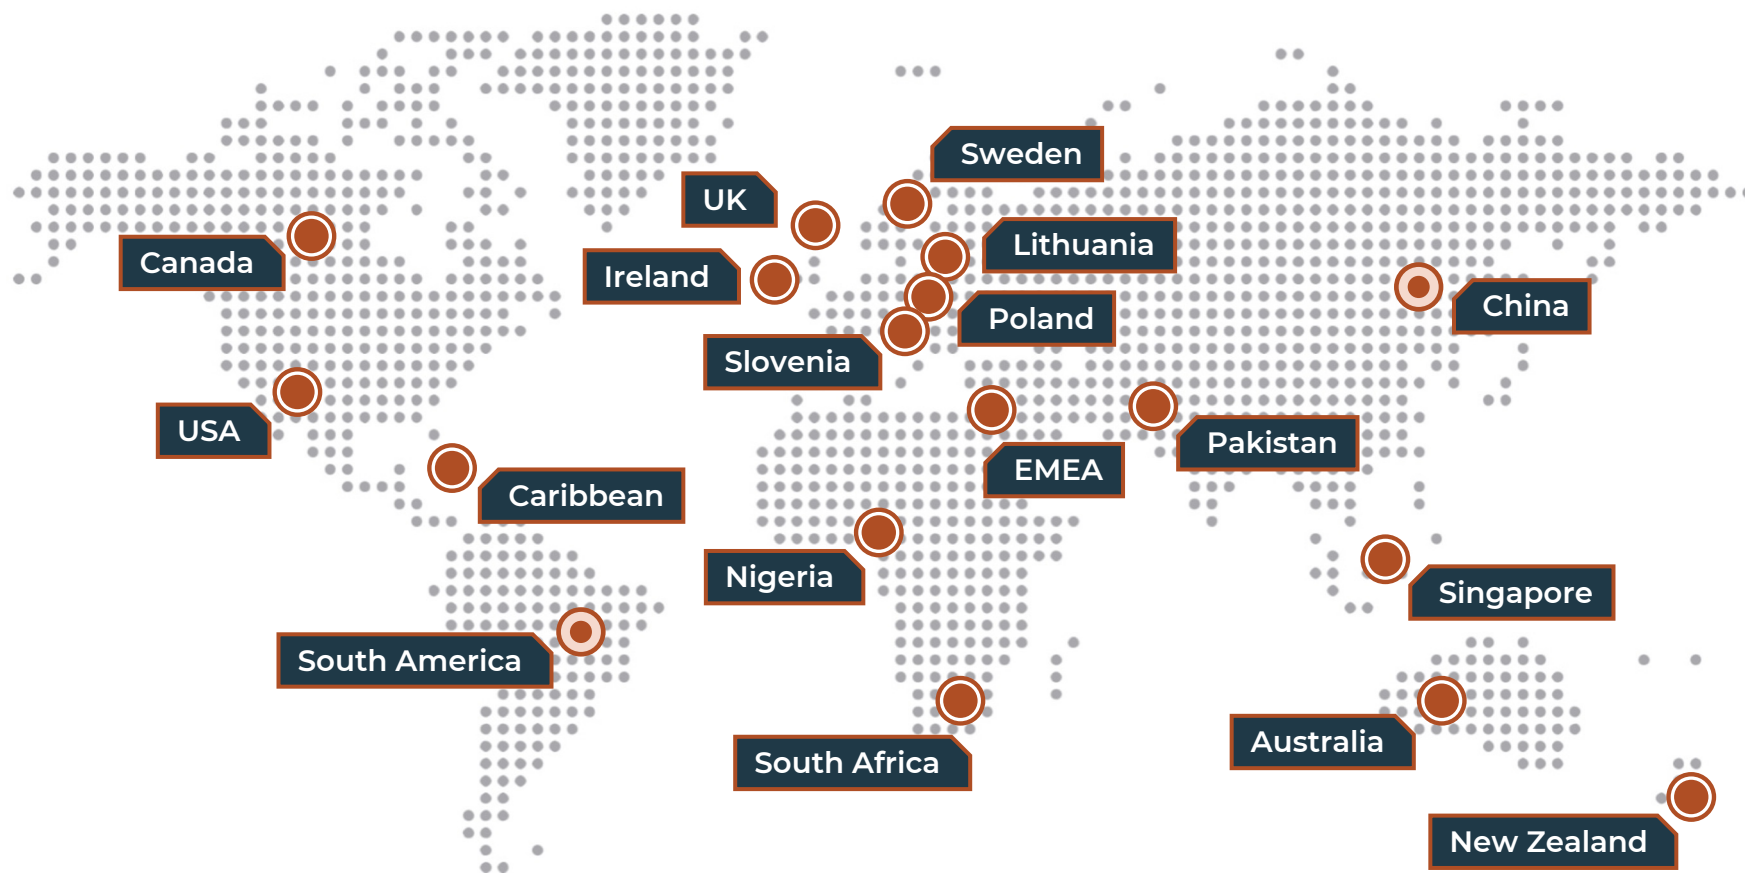 Sweden
UK
Lithuania
Canada
Ireland
China
Poland
Slovenia
USA
Pakistan
EMEA
Caribbean
Nigeria
Singapore
South America
Australia
South Africa
New Zealand